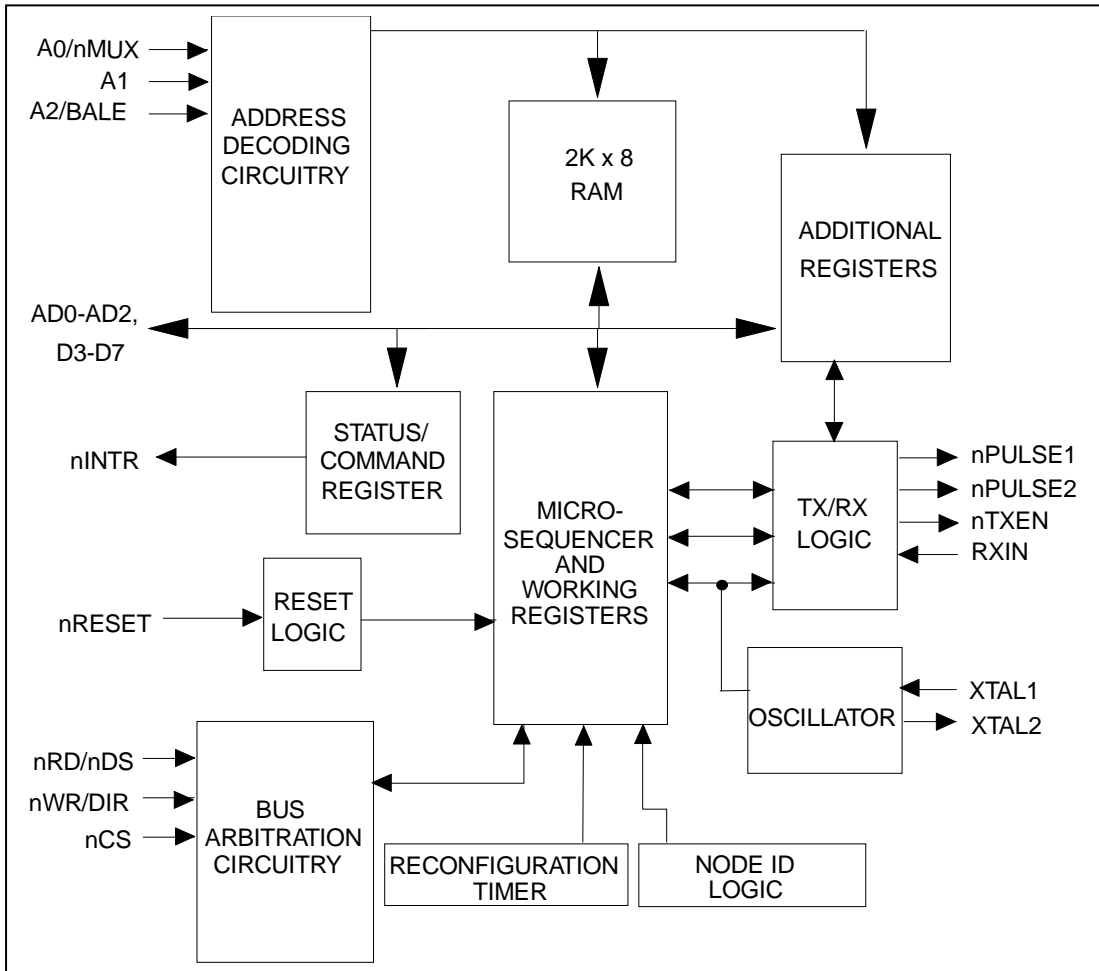 A0/nMUX
A1
A2/BALE
ADDRESS
DECODING
CIRCUITRY
2K x 8
RAM
ADDITIONAL
REGISTERS
AD0-AD2,
D3-D7
nINTR
STATUS/
COMMAND
REGISTER
MICRO-
SEQUENCER
AND
WORKING
REGISTERS
TX/RX
LOGIC
nPULSE1
nPULSE2
nTXEN
RXIN
nRESET
RESET
LOGIC
OSCILLATOR
XTAL1
XTAL2
nRD/nDS
nWR/DIR
nCS
BUS
ARBITRATION
CIRCUITRY
RECONFIGURATION
TIMER
NODE ID
LOGIC